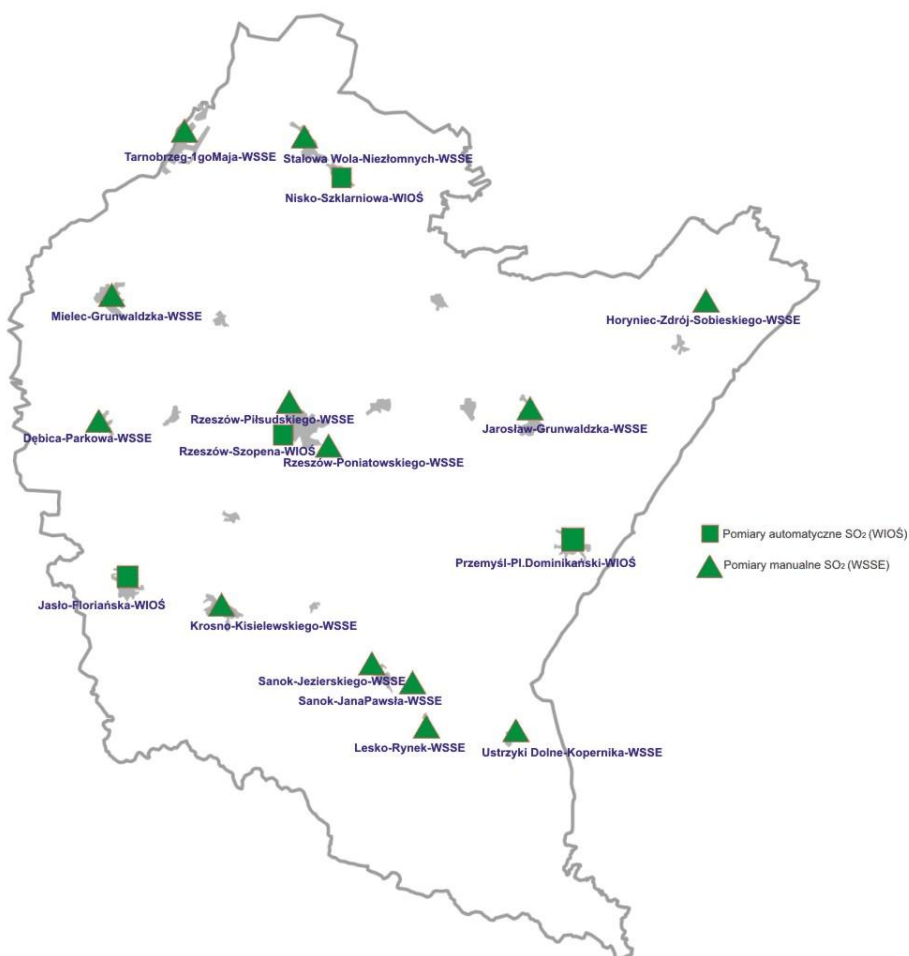 Tarnobrzeg-1goMaja-WSSE
Stalowa Wola-Niezłomnych-WSSE
Nisko-Szklarniowa-WIOŚ
Mielec-Grunwaldzka-WSSE
Horyniec-Zdrój-Sobieskiego-WSSE
Rzeszów-Piłsudskiego-WSSE
Jarosław-Grunwaldzka-WSSE
Dębica-Parkowa-WSSE
Rzeszów-Szopena-WIOŚ
Rzeszów-Poniatowskiego-WSSE
Pomiary automatyczne SO₂ (WIOŚ)
Przemyśl-Pl.Dominikański-WIOŚ
Pomiary manualne SO₂ (WSSE)
Jasło-Floriańska-WIOŚ
Krosno-Kisielewskiego-WSSE
Sanok-Jezierskiego-WSSE
Sanok-JanaPawsła-WSSE
Lesko-Rynek-WSSE
Ustrzyki Dolne-Kopernika-WSSE